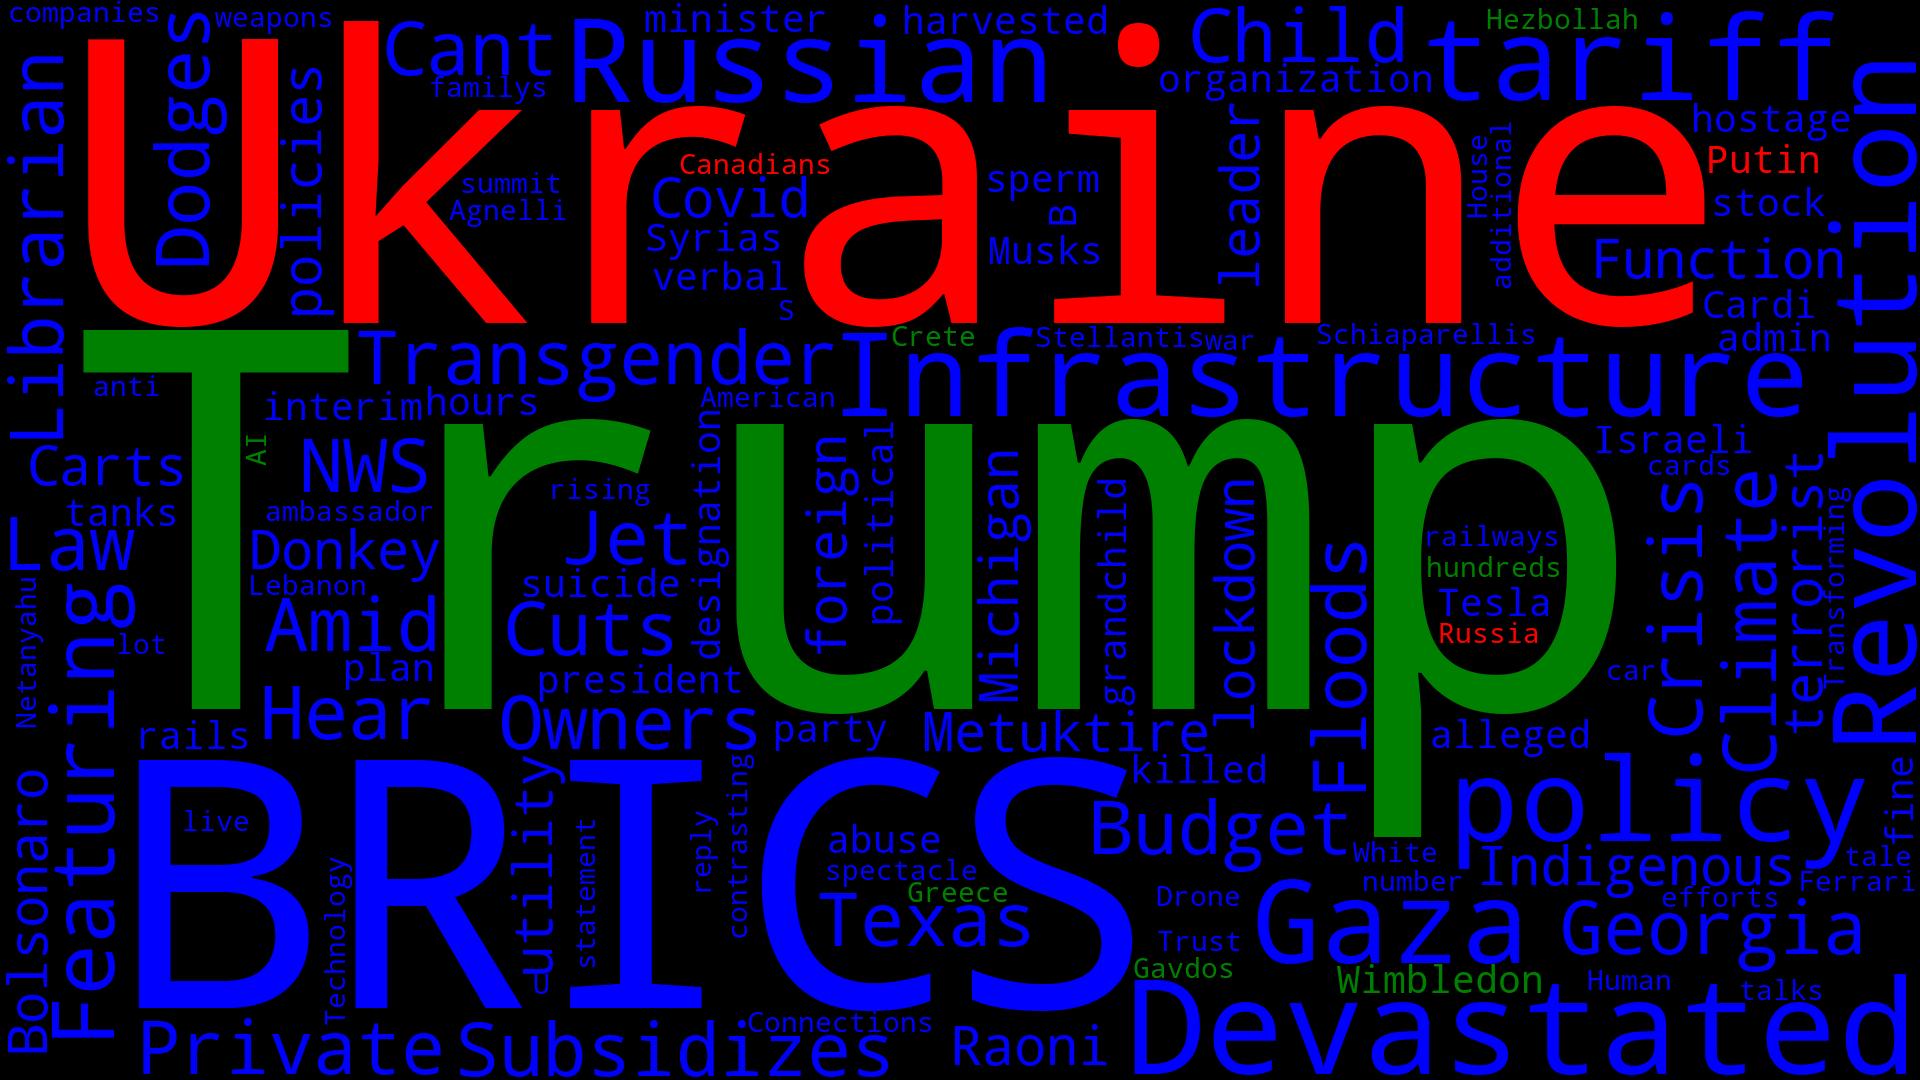 companies
weapons
Cant
familys
Russian
minister
harvested
Child
organization
tariff
Hezbollah
Librarian
Dodges
policies
Ukraine
hostage
Putin
stock
Function
Cardi
admin
Revolution
summit
Agnelli
Canadians
Covid
Syrias
verbal
S
sperm
B
Musks
leader
House
additional
Trump
Transgender
Crete
Infrastructure
Stellantis
war
Schiaparellis
anti
interim
hours
American
AI
NWS
Carts
tanks
Law
ambassador
Donkey
Lebanon
Amid
plan
Hear
rising
Jet
suicide
Cuts
president
Owners
designation
foreign
political
Michigan
grandchild
lockdown
Floods
railways
hundreds
Tesla
Russia
Israeli
cards
Crisis
Climate
terrorist
Transforming
car
alleged
Netanyahu
Featuring
lot
rails
party
Metuktire
killed
BRICS
live
Technology
utility
U
statement
reply
contrasting
abuse
spectacle
Greece
Texas
Budget
policy
fine
White
number
Indigenous
tale
Ferrari
efforts
Drone
Trust
Gavdos
Gaza
Georgia
Wimbledon
Human
talks
Bolsonaro
Private
Subsidizes
Connections
Raoni
Devastated